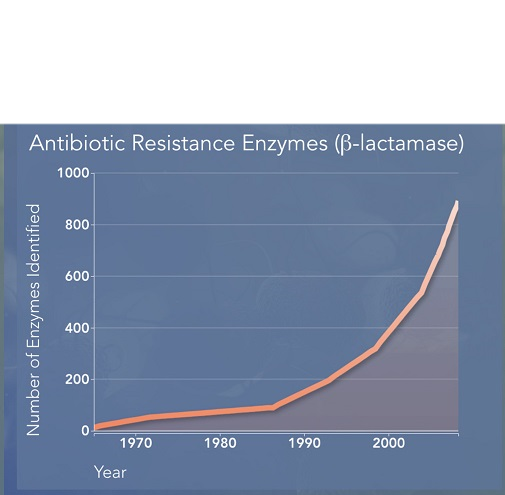 Antibiotic Resistance Enzymes (β-lactamase)
Number of Enzymes Identified
1000
800
600
400
200
0
1970 1980 1990 2000
Year